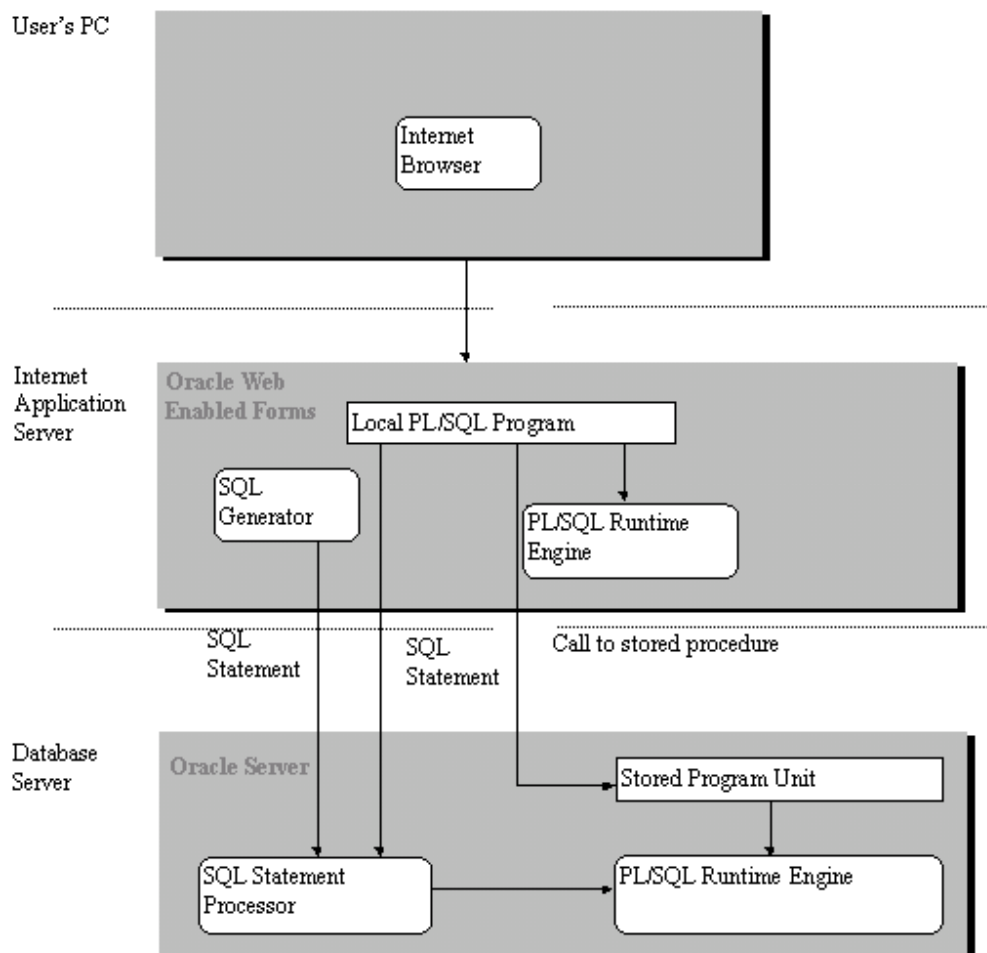 User's PC
Internet
Browser
Internet
Application
Server
Oracle Web
Enabled Forms
Local PL/SQL Program
SQL
Generator
PL/SQL Runtime
Engine
SQL
Statement
SQL
Statement
Call to stored procedure
Database
Server
Oracle Server
Stored Program Unit
SQL Statement
Processor
PL/SQL Runtime Engine